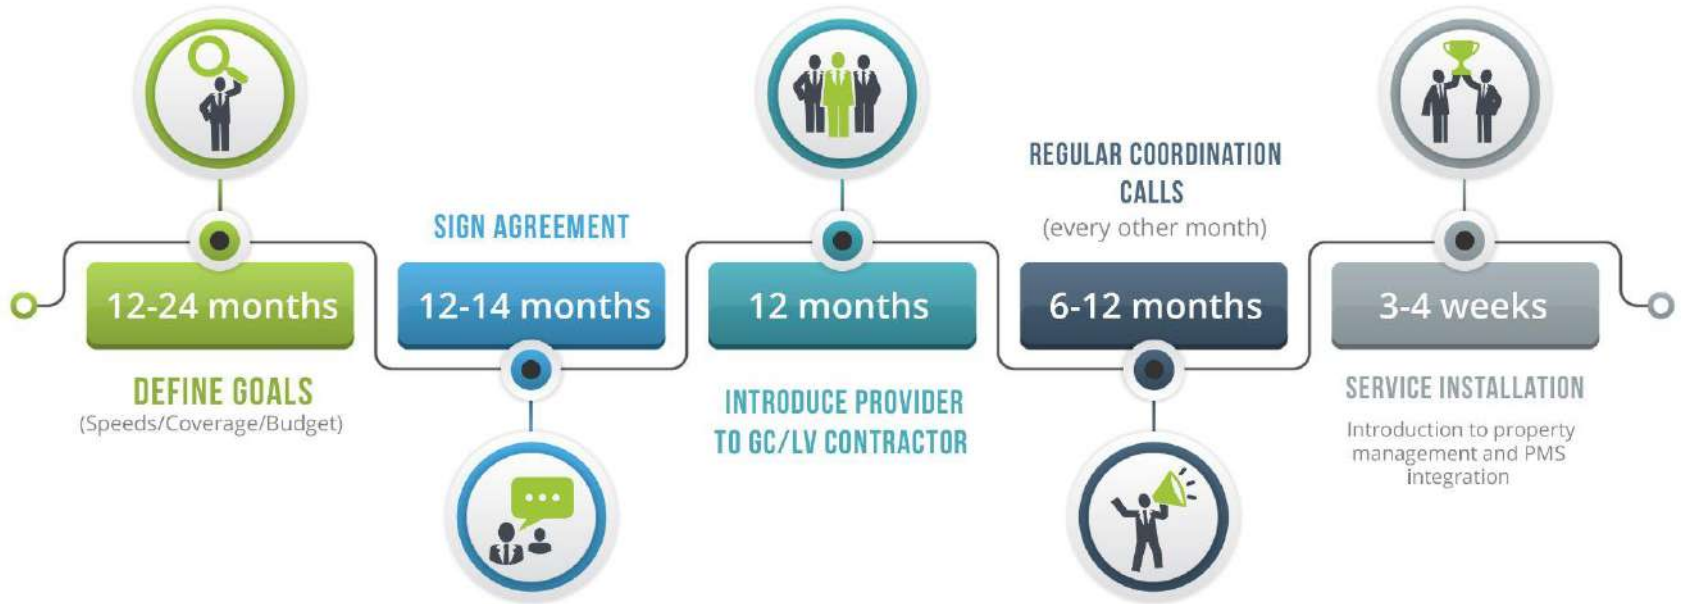 12-24 months
DEFINE GOALS
(Speeds/Coverage/Budget)
SIGN AGREEMENT
12-14 months
12 months
INTRODUCE PROVIDER
TO GC/LV CONTRACTOR
REGULAR COORDINATION
CALLS
(every other month)
6-12 months
3-4 weeks
SERVICE INSTALLATION
Introduction to property
management and PMS
integration